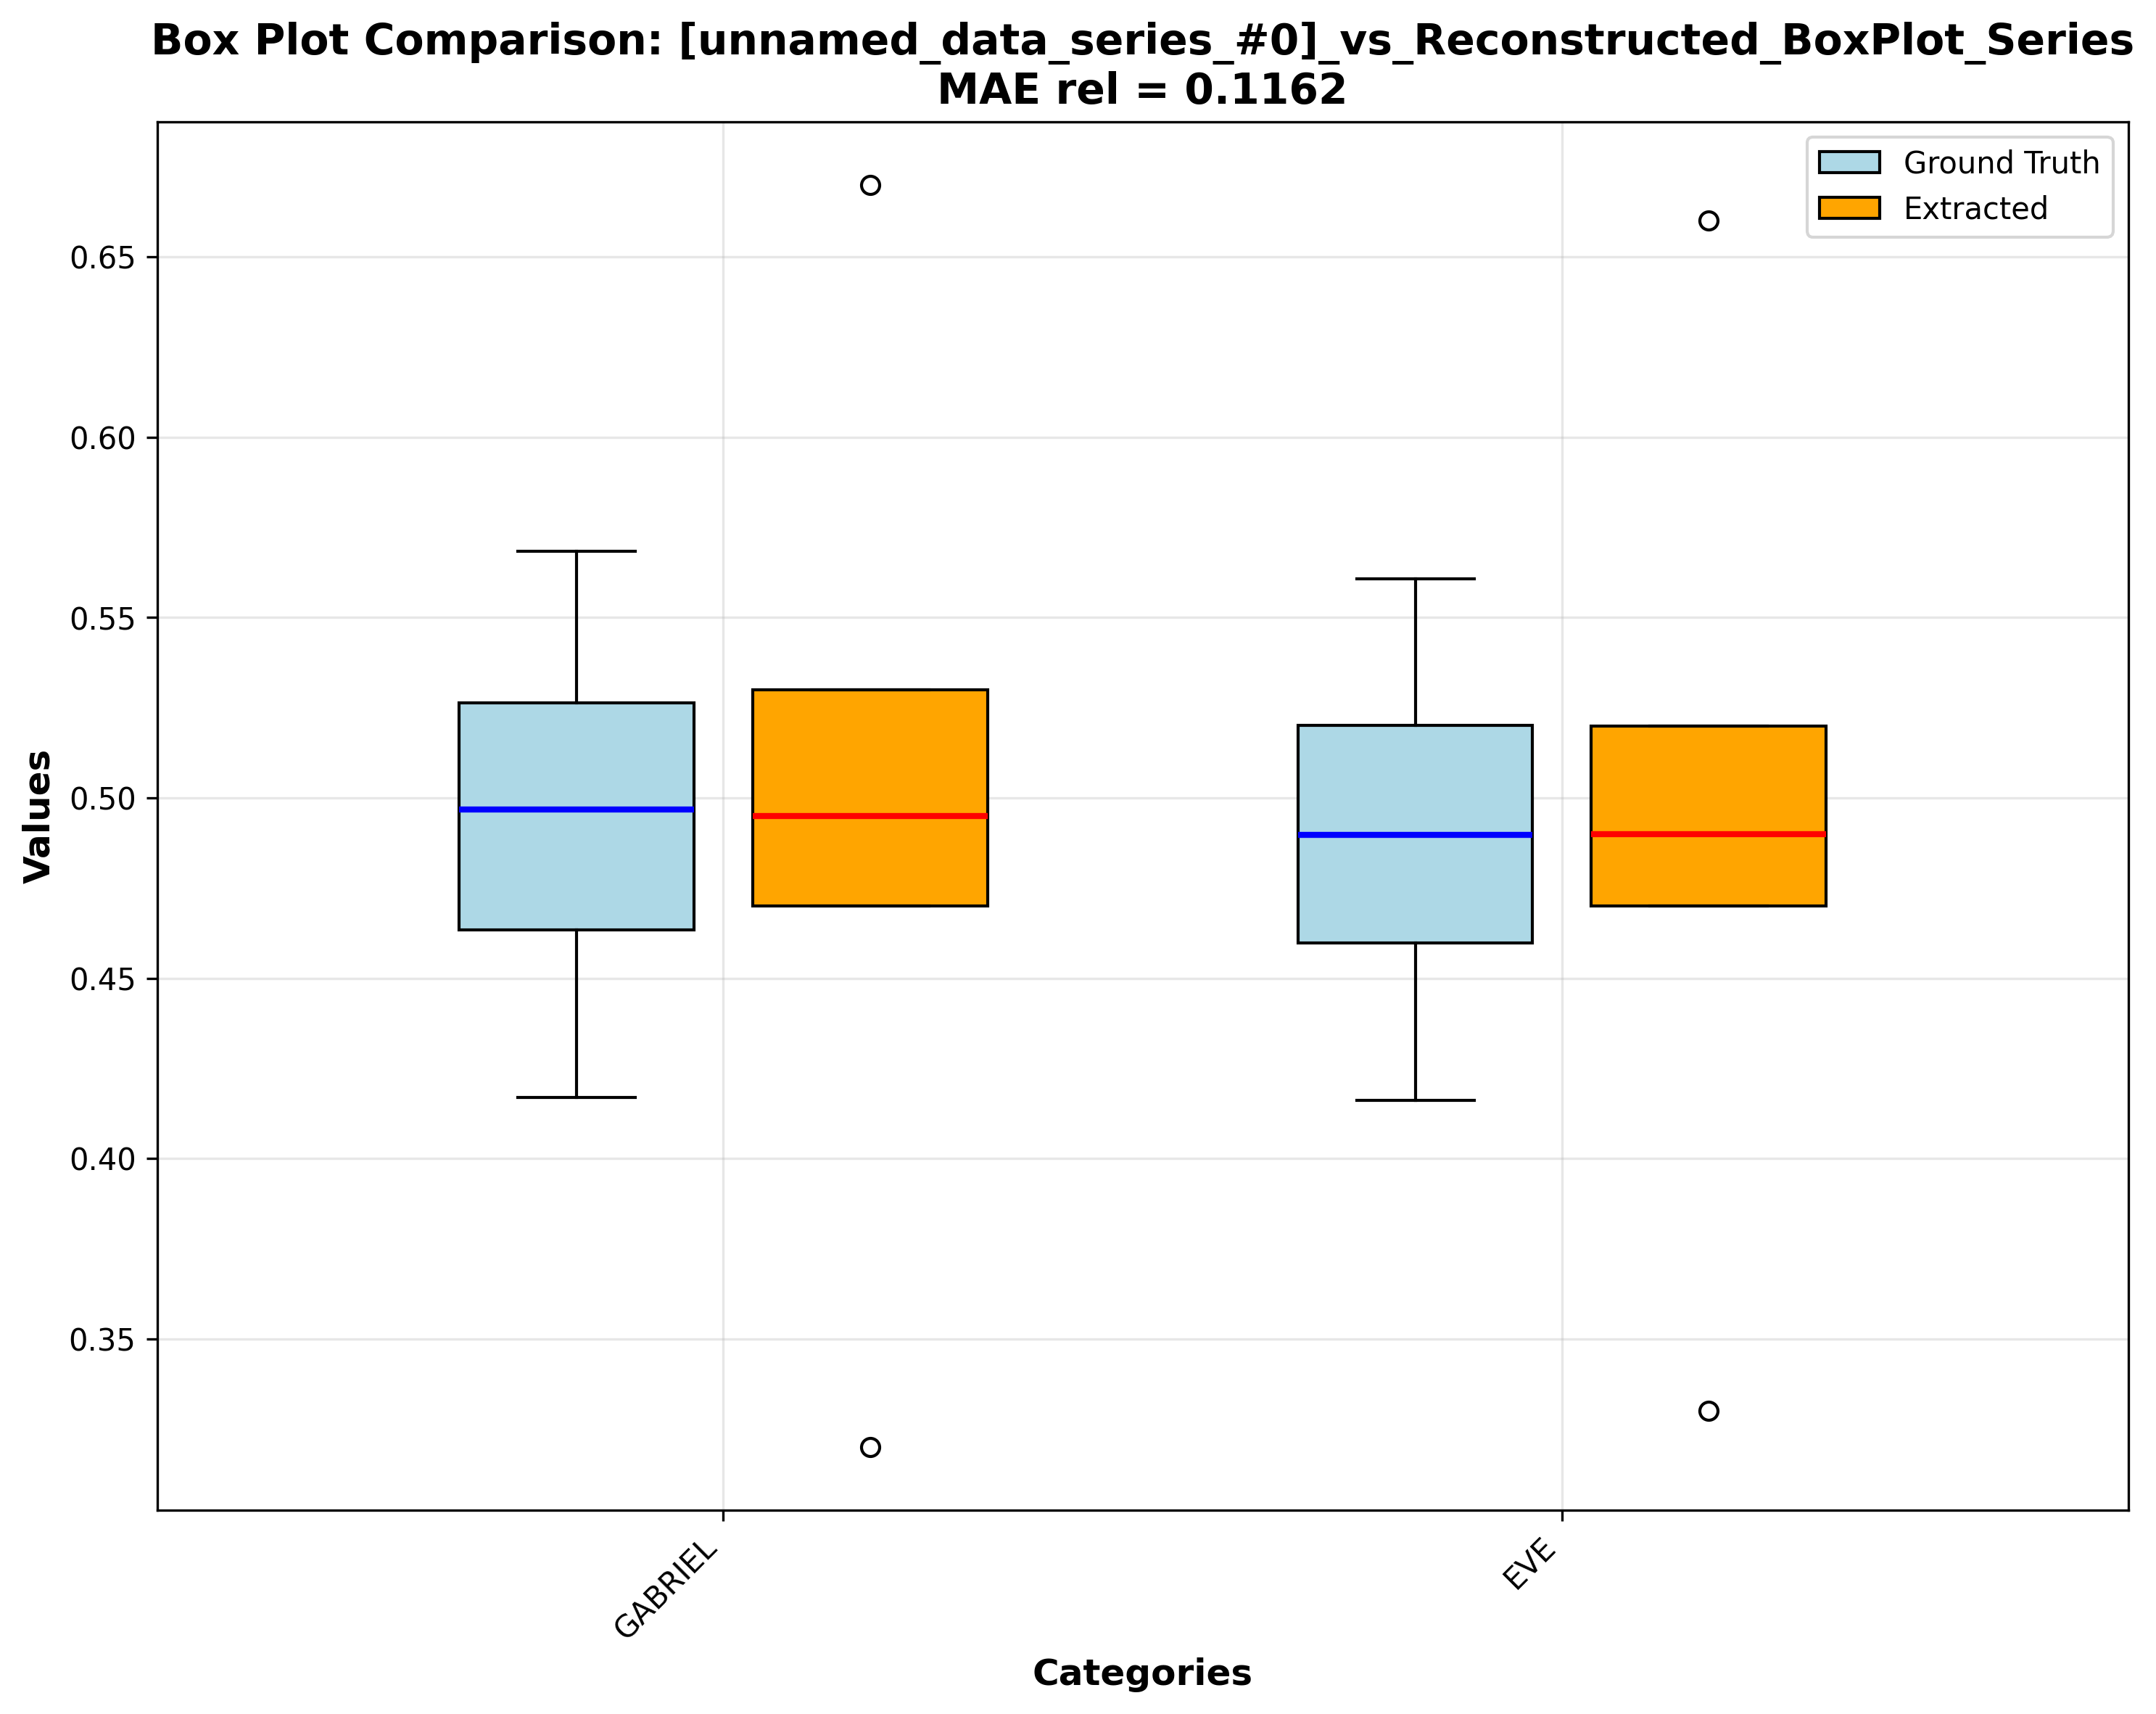 Box Plot Comparison: [unnamed_data_series_#0]_vs_Reconstructed_BoxPlot_Series
MAE rel = 0.1162
Ground Truth
Extracted
0.65
0.60
0.55
0.50
0.45
0.40
0.35
Values
GABRIEL
EVE
Categories